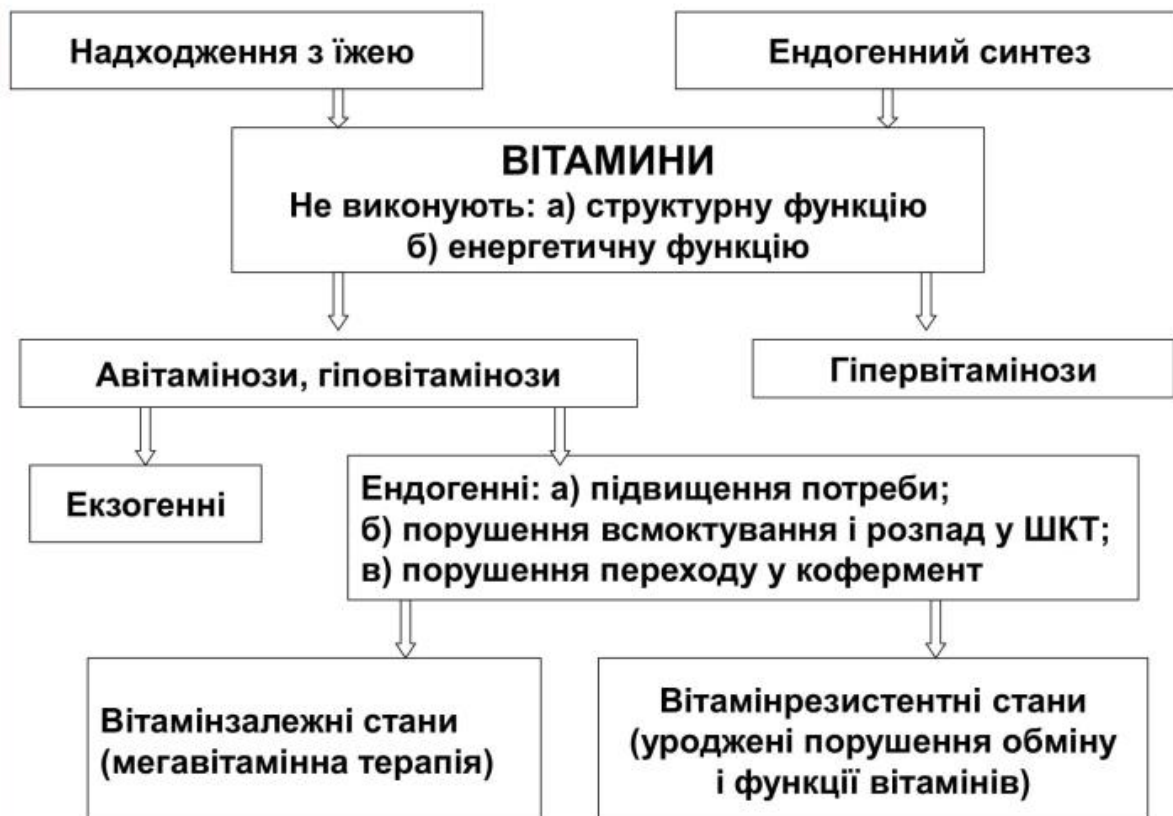 Надходження з їжею
Ендогенний синтез
ВІТАМИНИ
Не виконують: а) структурну функцію
б) енергетичну функцію
Авітамінози, гіповітамінози
Гіпервітамінози
Екзогенні
Ендогенні: а) підвищення потреби;
б) порушення всмоктування і розпад у ШКТ;
в) порушення переходу у кофермент
Вітамінзалежні стани
(мегавітамінна терапія)
Вітамінрезистентні стани
(уроджені порушення обміну
і функції вітамінів)